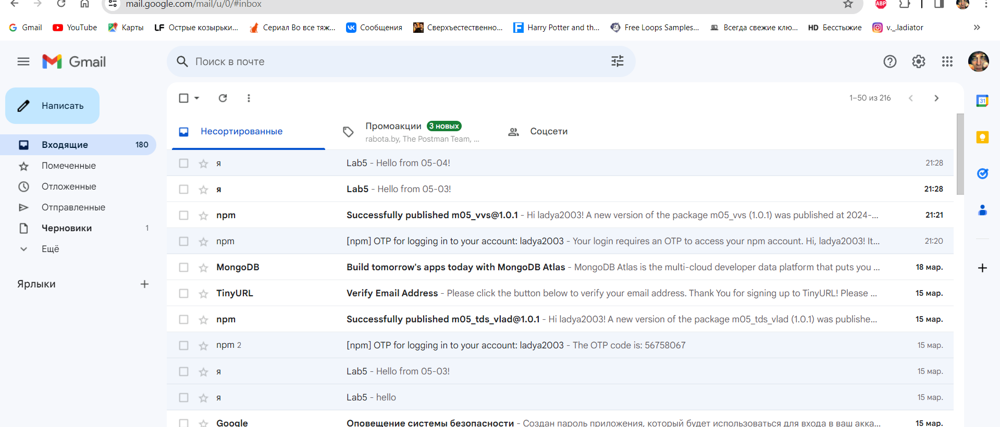 mail.google.com/mail/u/0/#inbox
ABP
Gmail YouTube Карты LF Острые козырьки... Сериал Во все тяж... Сообщения Сверхъестественно... Harry Potter and th... Free Loops Samples... Всегда свежие клю... HD Бесстыжие v._.ladiator »
Gmail
Поиск в почте
Написать
1–50 из 216
31
Несортированные
Промоакции 3 новых
rabota.by, The Postman Team, ...
Соцсети
Входящие 180
Помеченные
Отложенные
Отправленные
Черновики 1
Ещё
Ярлыки
я Lab5 - Hello from 05-04! 21:28
я Lab5 - Hello from 05-03! 21:28
npm Successfully published m05_vvs@1.0.1 - Hi ladya2003! A new version of the package m05_vvs (1.0.1) was published at 2024-... 21:21
npm [npm] OTP for logging in to your account: ladya2003 - Your login requires an OTP to access your npm account. Hi, ladya2003! It... 21:20
MongoDB Build tomorrow's apps today with MongoDB Atlas - MongoDB Atlas is the multi-cloud developer data platform that puts you ... 18 мар.
TinyURL Verify Email Address - Please click the button below to verify your email address. Thank You for signing up to TinyURL! Please ... 15 мар.
npm Successfully published m05_tds_vlad@1.0.1 - Hi ladya2003! A new version of the package m05_tds_vlad (1.0.1) was publishe... 15 мар.
npm 2 [npm] OTP for logging in to your account: ladya2003 - The OTP code is: 56758067 15 мар.
я Lab5 - Hello from 05-03! 15 мар.
я Lab5 - hello 15 мар.
Google Оповещение системы безопасности - Создан пароль приложения, который будет использоваться для входа в ваш акка... 15 мар.